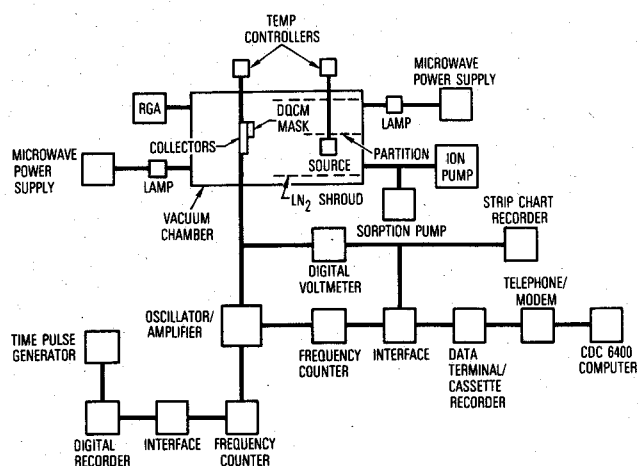 TEMP
CONTROLLERS
MICROWAVE
POWER SUPPLY
RGA
DQCM
MASK
COLLECTORS
LAMP
PARTITION
SOURCE
ION
PUMP
MICROWAVE
POWER
SUPPLY
LAMP
LN2 SHROUD
VACUUM
CHAMBER
SORPTION PUMP
STRIP CHART
RECORDER
DIGITAL
VOLTMETER
TELEPHONE/
MODEM
OSCILLATOR/
AMPLIFIER
TIME PULSE
GENERATOR
FREQUENCY
COUNTER
INTERFACE
DATA
TERMINAL/
CASSETTE
RECORDER
CDC 6400
COMPUTER
DIGITAL
RECORDER
INTERFACE
FREQUENCY
COUNTER